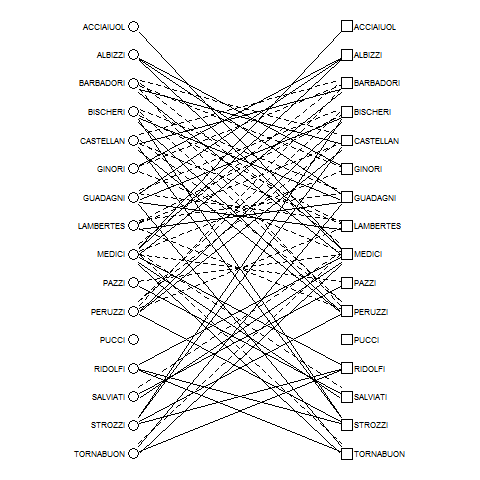 ACCIAIUOL ACCIAIUOL
ALBIZZI ALBIZZI
BARBADORI BARBADORI
BISCHERI BISCHERI
CASTELLAN CASTELLAN
GINORI GINORI
GUADAGNI GUADAGNI
LAMBERTES LAMBERTES
MEDICI MEDICI
PAZZI PAZZI
PERUZZI PERUZZI
PUCCI PUCCI
RIDOLFI RIDOLFI
SALVIATI SALVIATI
STROZZI STROZZI
TORNABUON TORNABUON